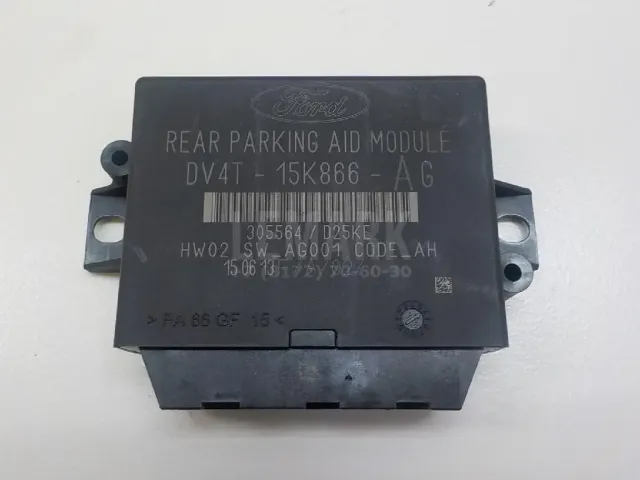 Ford
REAR PARKING AID MODULE
DV4T - 15K866 - AG
305564 / D25KE
HW02 SW_AG001 CODE_AH
15 06 13
> PA 66 GF 15 <